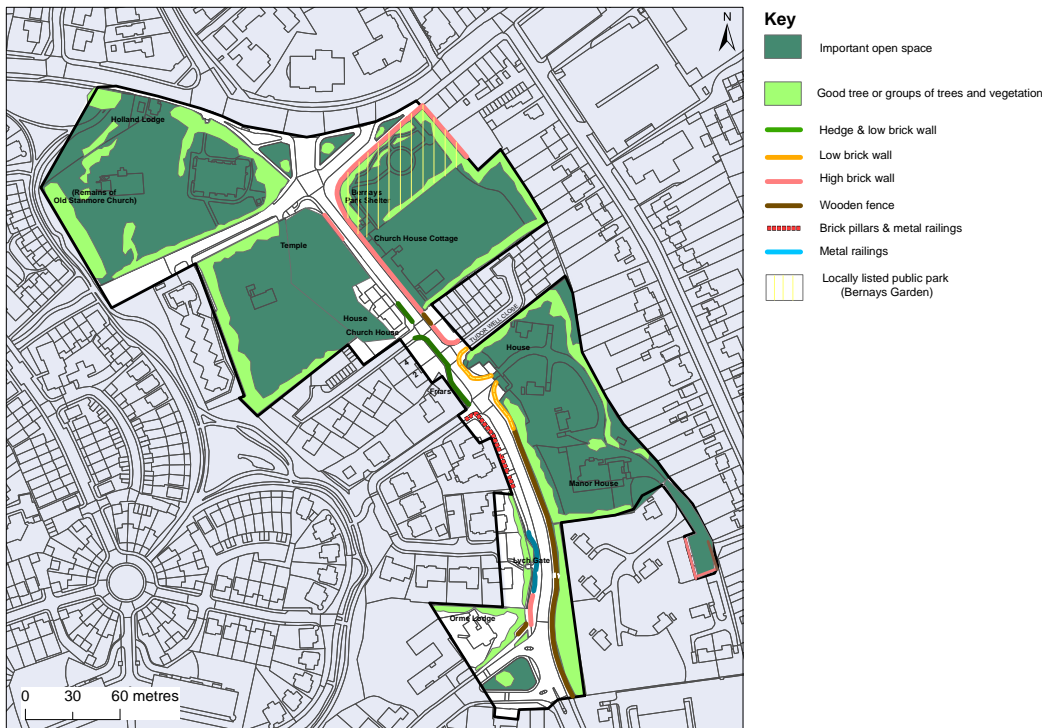 N
Key
Important open space
Good tree or groups of trees and vegetation
Hedge & low brick wall
Low brick wall
High brick wall
Wooden fence
Brick pillars & metal railings
Metal railings
Locally listed public park
(Bernays Garden)
Holland Lodge
(Remains of
Old Stanmore Church)
Bernays
Park Shelter
Church House Cottage
Temple
House
Church House
TUDOR WELL CLOSE
House
Friars
Manor House
Lych Gate
Orme Lodge
0 30 60 metres